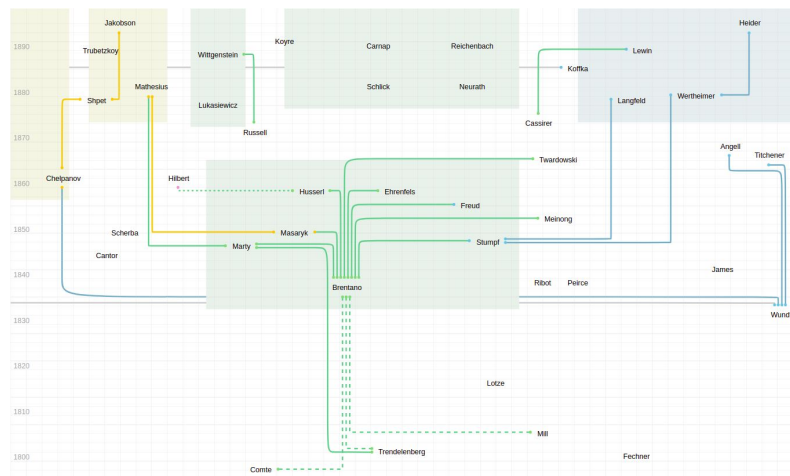 Jakobson
Heider
1890
Trubetzkoy
Wittgenstein
Koyre
Carnap
Reichenbach
Lewin
Koffka
1880
Shpet
Mathesius
Lukasiewicz
Schlick
Neurath
Langfeld
Wertheimer
Russell
Cassirer
1870
Angell
Titchener
Twardowski
1860
Chelpanov
Hilbert
Husserl
Ehrenfels
Freud
Meinong
1850
Scherba
Masaryk
Marty
Stumpf
Cantor
1840
James
Brentano
Ribot
Peirce
1830
Wund
1820
Lotze
1810
Mill
1800
Trendelenberg
Fechner
Comte